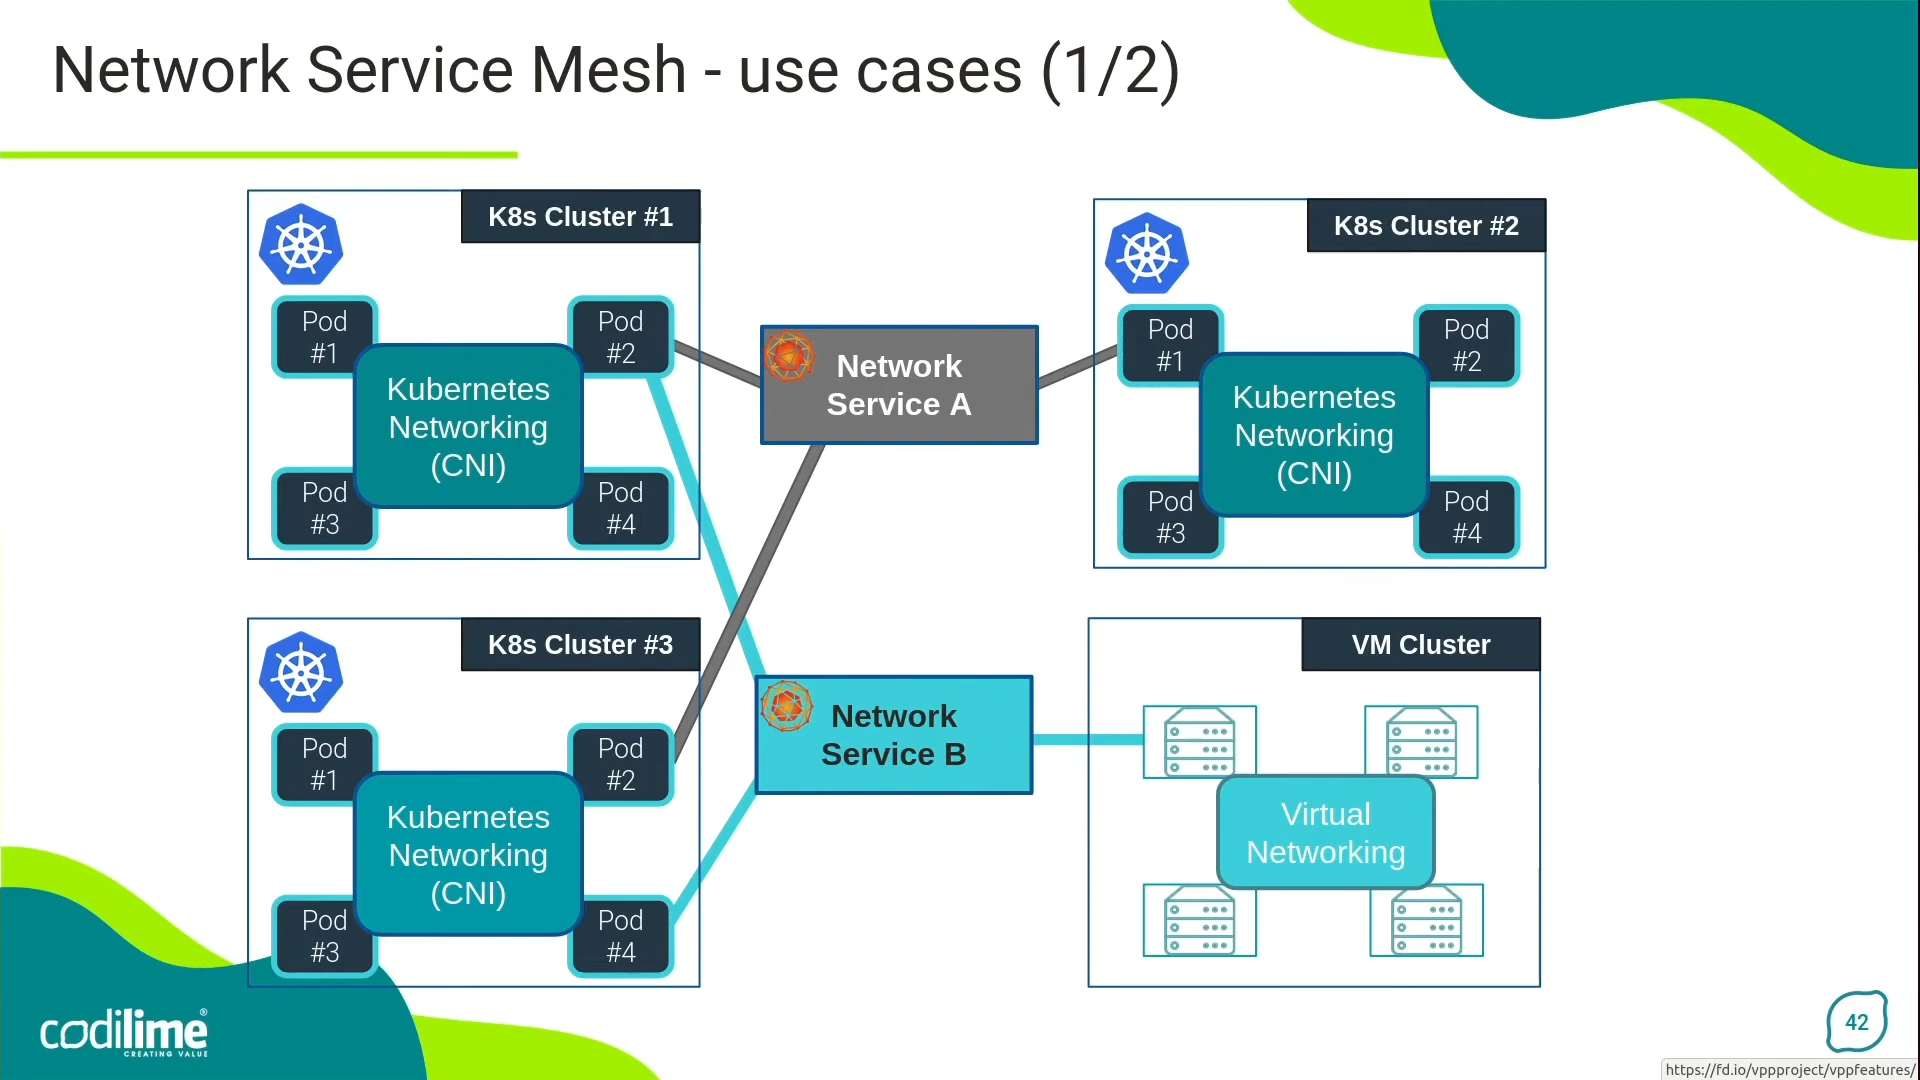 Network Service Mesh - use cases (1/2)
K8s Cluster #1
Pod
#1
Pod
#2
Kubernetes
Networking
(CNI)
Pod
#3
Pod
#4
Network
Service A
K8s Cluster #2
Pod
#1
Pod
#2
Kubernetes
Networking
(CNI)
Pod
#3
Pod
#4
K8s Cluster #3
Pod
#1
Pod
#2
Kubernetes
Networking
(CNI)
Pod
#3
Pod
#4
Network
Service B
VM Cluster
Virtual
Networking
codilime®
CREATING VALUE
42
https://fd.io/vppproject/vppfeatures/